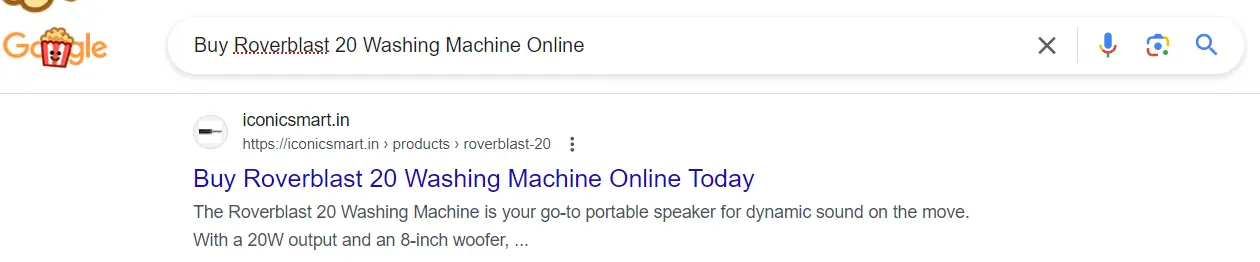 Google
Buy Roverblast 20 Washing Machine Online
iconicsmart.in
https://iconicsmart.in › products › roverblast-20
Buy Roverblast 20 Washing Machine Online Today
The Roverblast 20 Washing Machine is your go-to portable speaker for dynamic sound on the move.
With a 20W output and an 8-inch woofer, ...